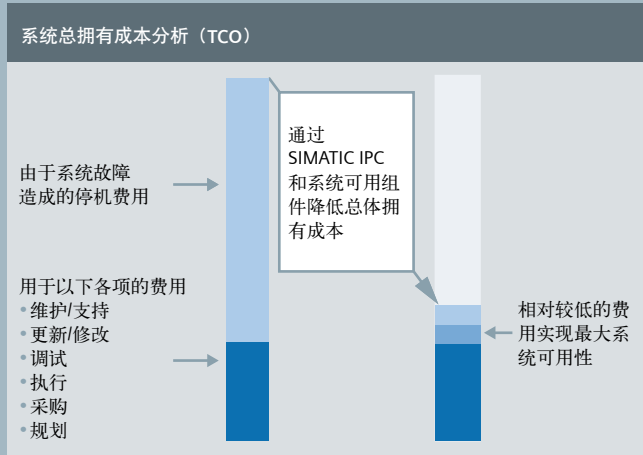 系统总拥有成本分析（TCO）
由于系统故障
造成的停机费用
通过
SIMATIC IPC
和系统可用组
件降低总体拥
有成本
用于以下各项的费用
•维护/支持
•更新/修改
•调试
•执行
•采购
•规划
相对较低的费
用实现最大系
统可用性